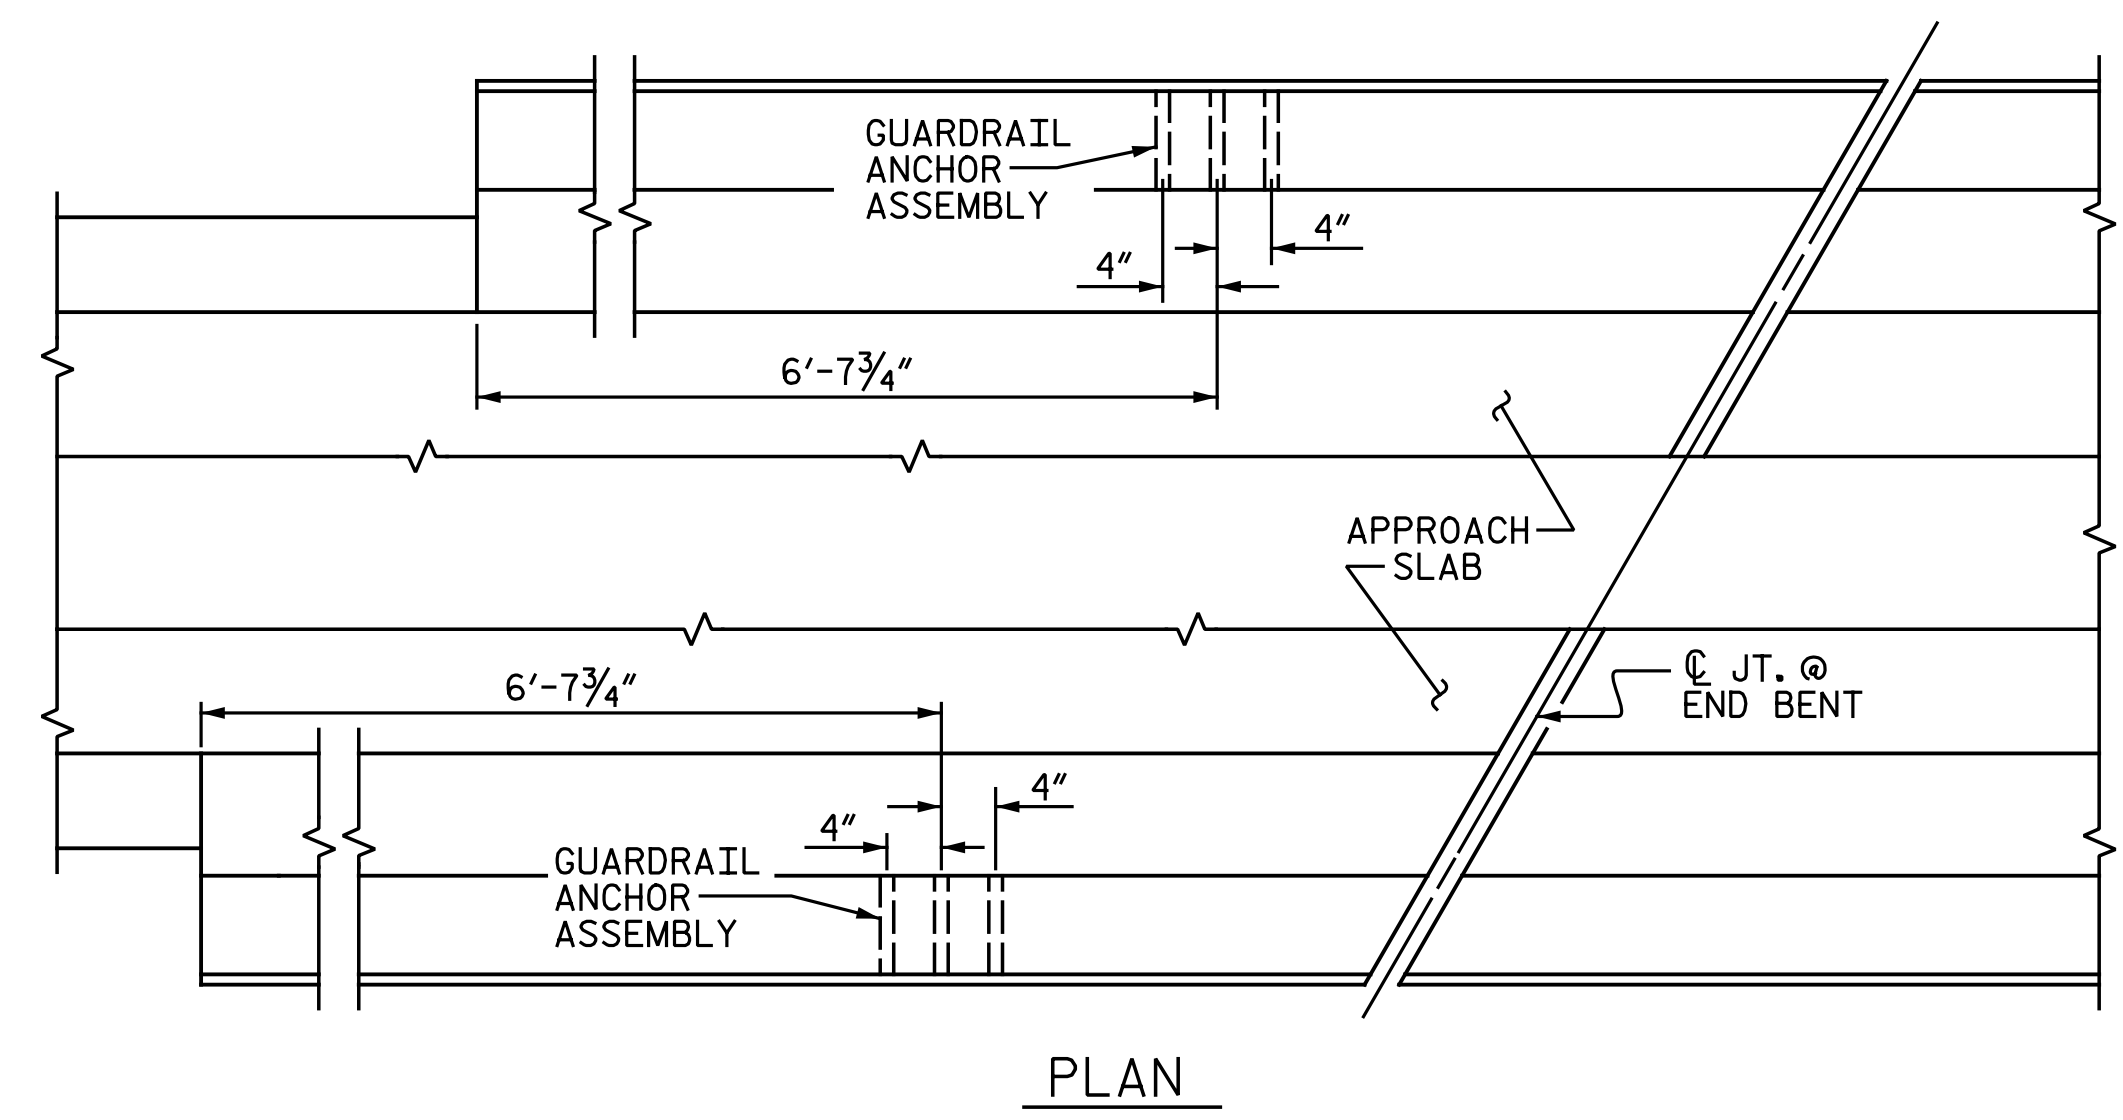 GUARDRAIL
ANCHOR
ASSEMBLY
4"
4"
6'-7¾"
APPROACH
SLAB
6'-7¾"
℄ JT. @
END BENT
4"
4"
GUARDRAIL
ANCHOR
ASSEMBLY
PLAN